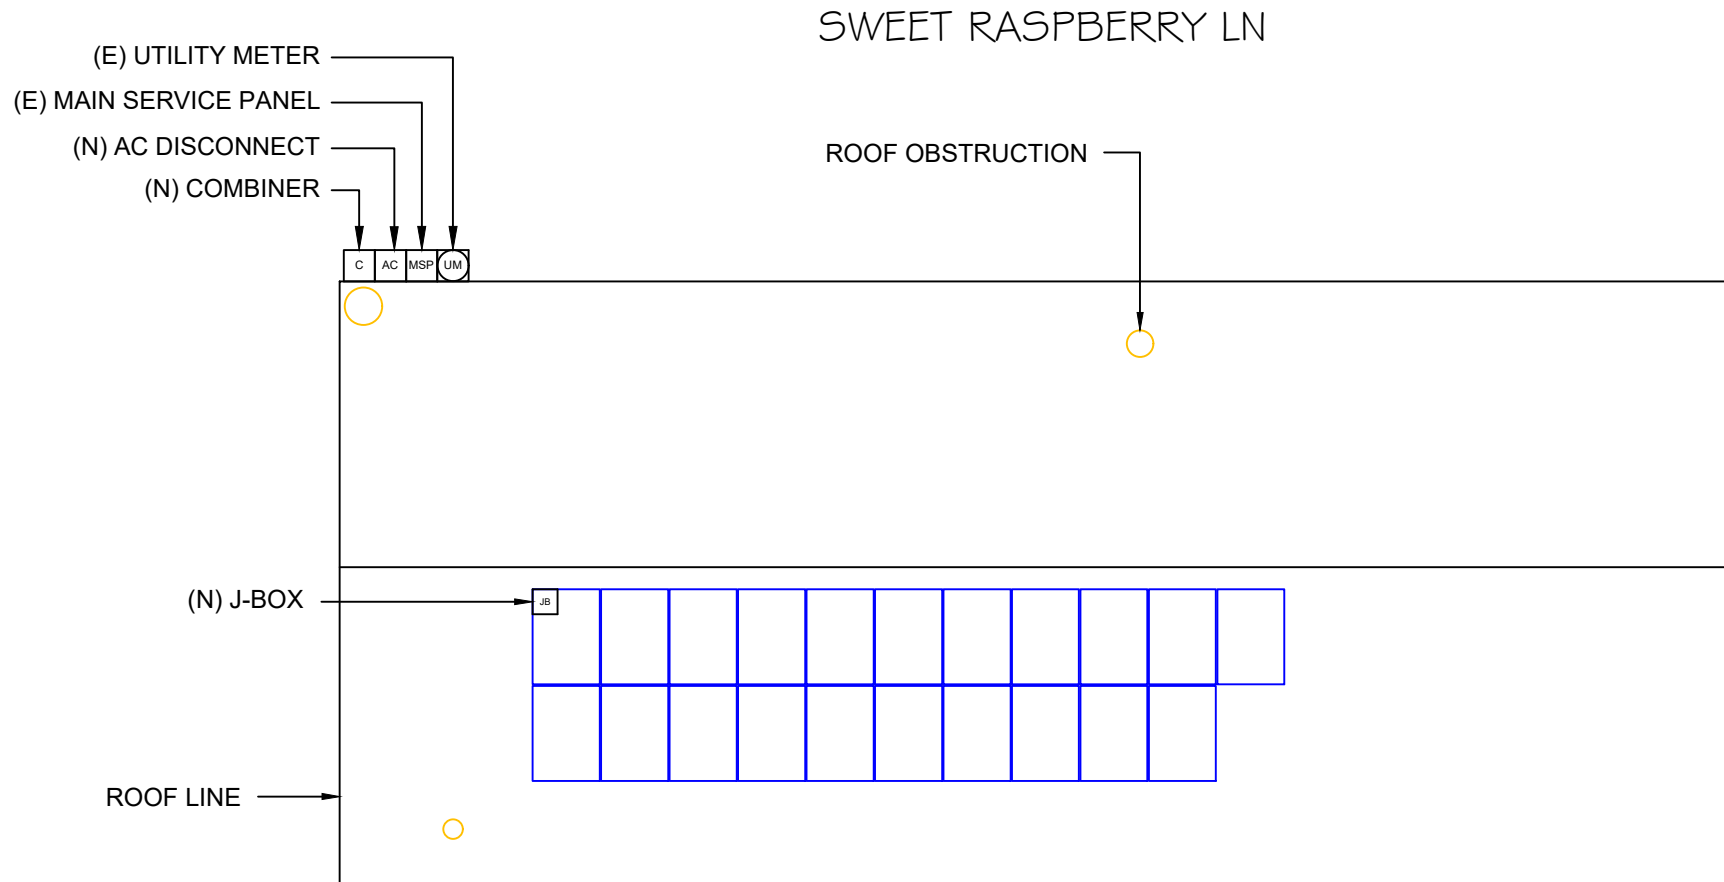 SWEET RASPBERRY LN
(E) UTILITY METER
(E) MAIN SERVICE PANEL
(N) AC DISCONNECT
(N) COMBINER
ROOF OBSTRUCTION
C AC MSP UM
(N) J-BOX
JB
ROOF LINE